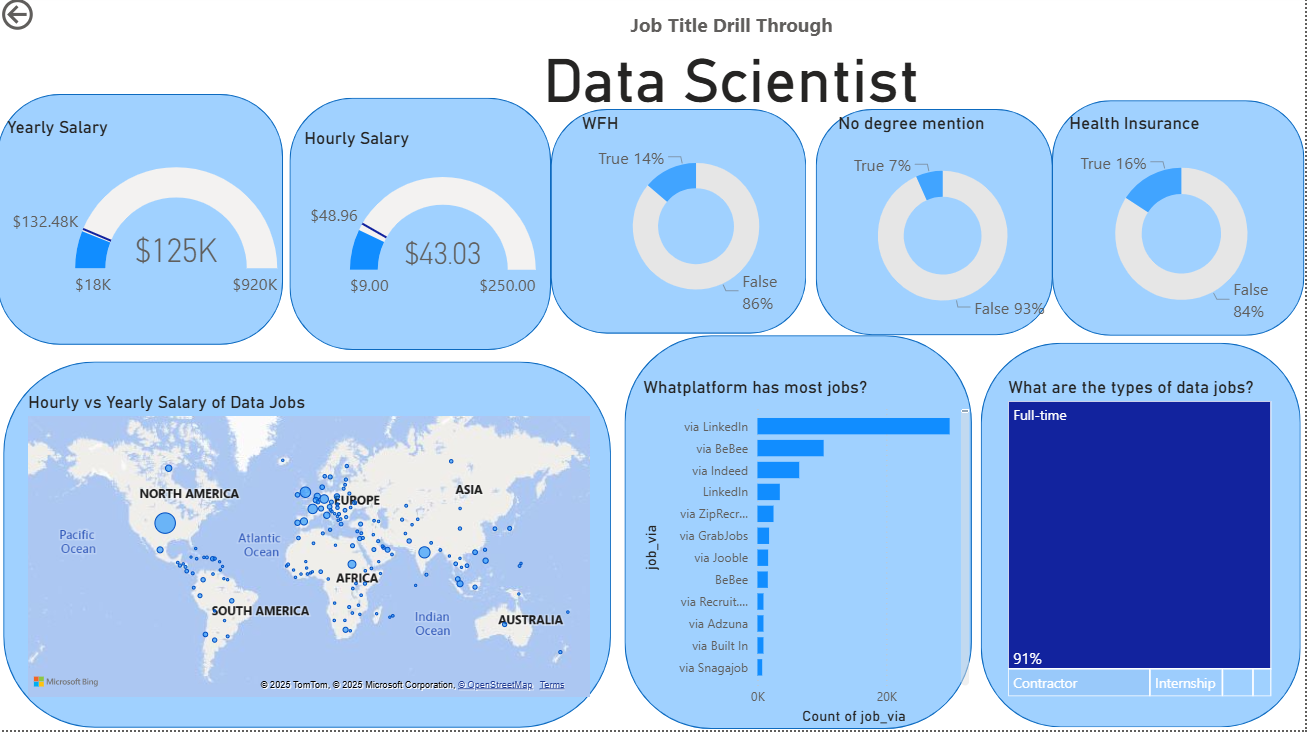 Job Title Drill Through
Data Scientist
Yearly Salary
$132.48K
$125K
$18K
$920K
Hourly Salary
$48.96
$43.03
$9.00
$250.00
WFH
True 14%
False
86%
No degree mention
True 7%
False 93%
Health Insurance
True 16%
False
84%
Hourly vs Yearly Salary of Data Jobs
NORTH AMERICA
EUROPE
ASIA
Pacific
Ocean
Atlantic
Ocean
AFRICA
SOUTH AMERICA
Indian
Ocean
AUSTRALIA
Microsoft Bing
© 2025 TomTom, © 2025 Microsoft Corporation, © OpenStreetMap Terms
Whatplatform has most jobs?
job_via
via LinkedIn
via BeBee
via Indeed
LinkedIn
via ZipRecr...
via GrabJobs
via Jooble
BeBee
via Recruit....
via Adzuna
via Built In
via Snagajob
0K
20K
Count of job_via
What are the types of data jobs?
Full-time
91%
Contractor
Internship